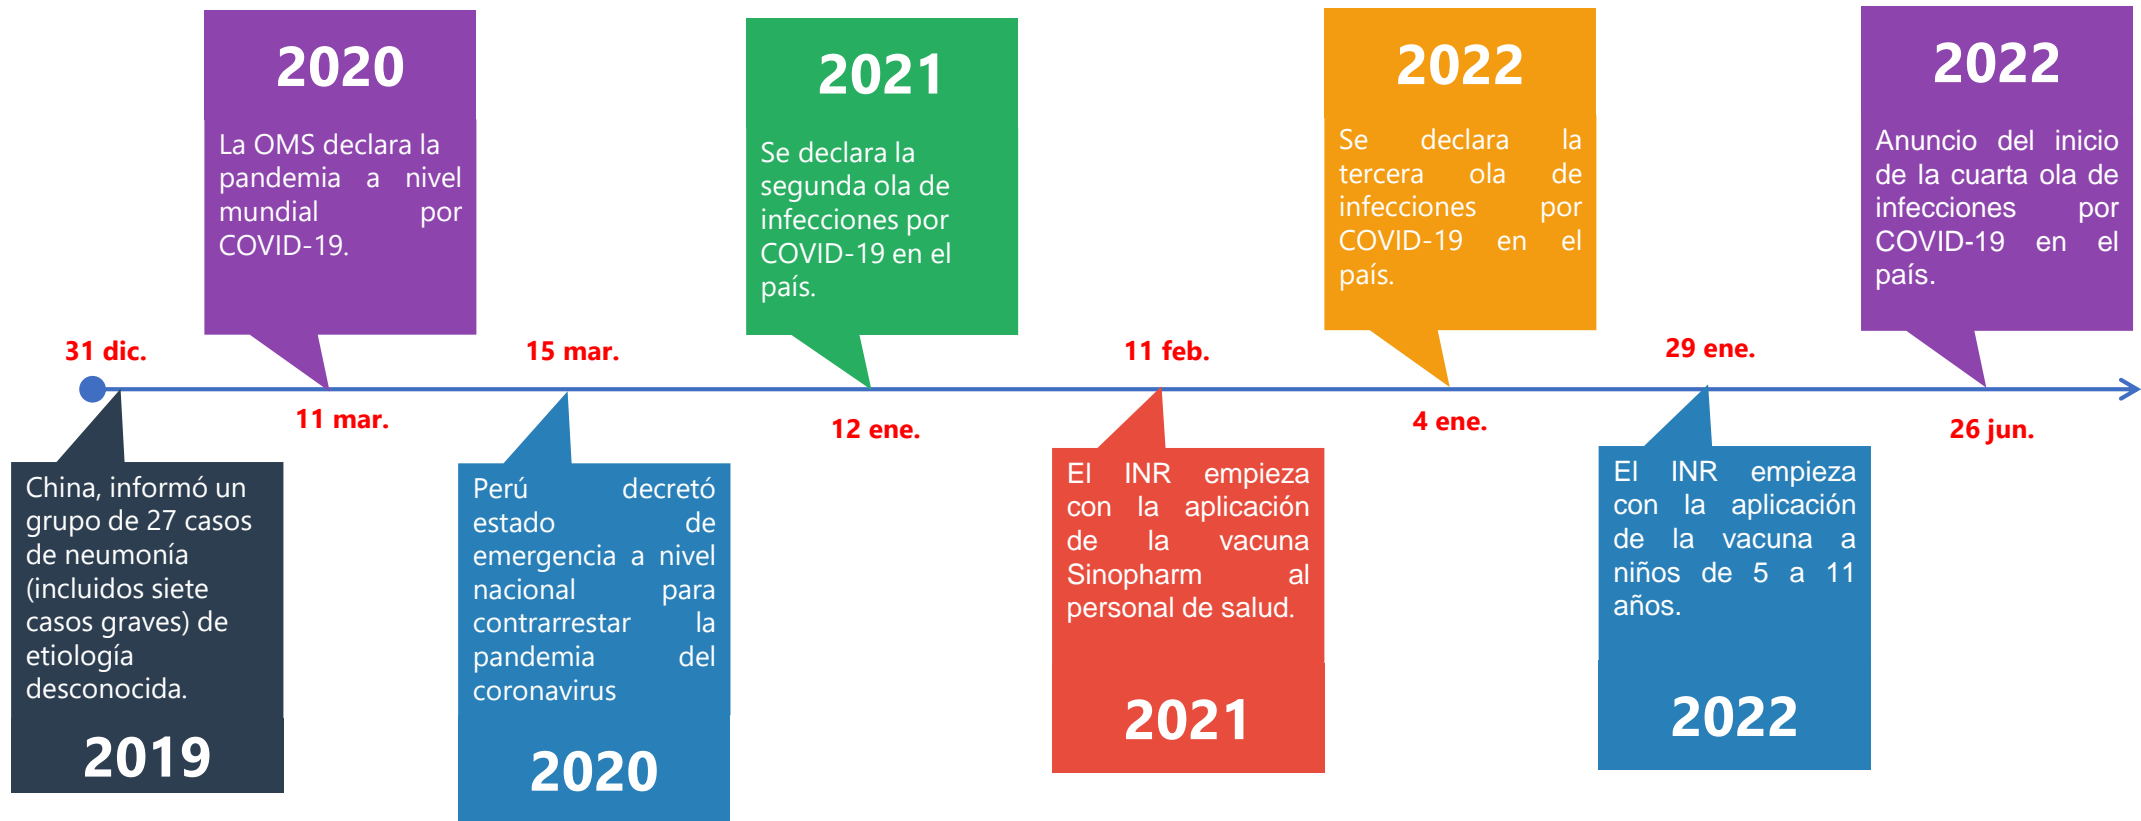 31 dic.
China, informó un
grupo de 27 casos
de neumonía
(incluidos siete
casos graves) de
etiología
desconocida.
2019
2020
La OMS declara la
pandemia a nivel
mundial por
COVID-19.
11 mar.
15 mar.
Perú decretó
estado de
emergencia a nivel
nacional para
contrarrestar la
pandemia del
coronavirus
2020
2021
Se declara la
segunda ola de
infecciones por
COVID-19 en el
país.
12 ene.
11 feb.
El INR empieza
con la aplicación
de la vacuna
Sinopharm al
personal de salud.
2021
2022
Se declara la
tercera ola de
infecciones por
COVID-19 en el
país.
4 ene.
29 ene.
El INR empieza
con la aplicación
de la vacuna a
niños de 5 a 11
años.
2022
2022
Anuncio del inicio
de la cuarta ola de
infecciones por
COVID-19 en el
país.
26 jun.